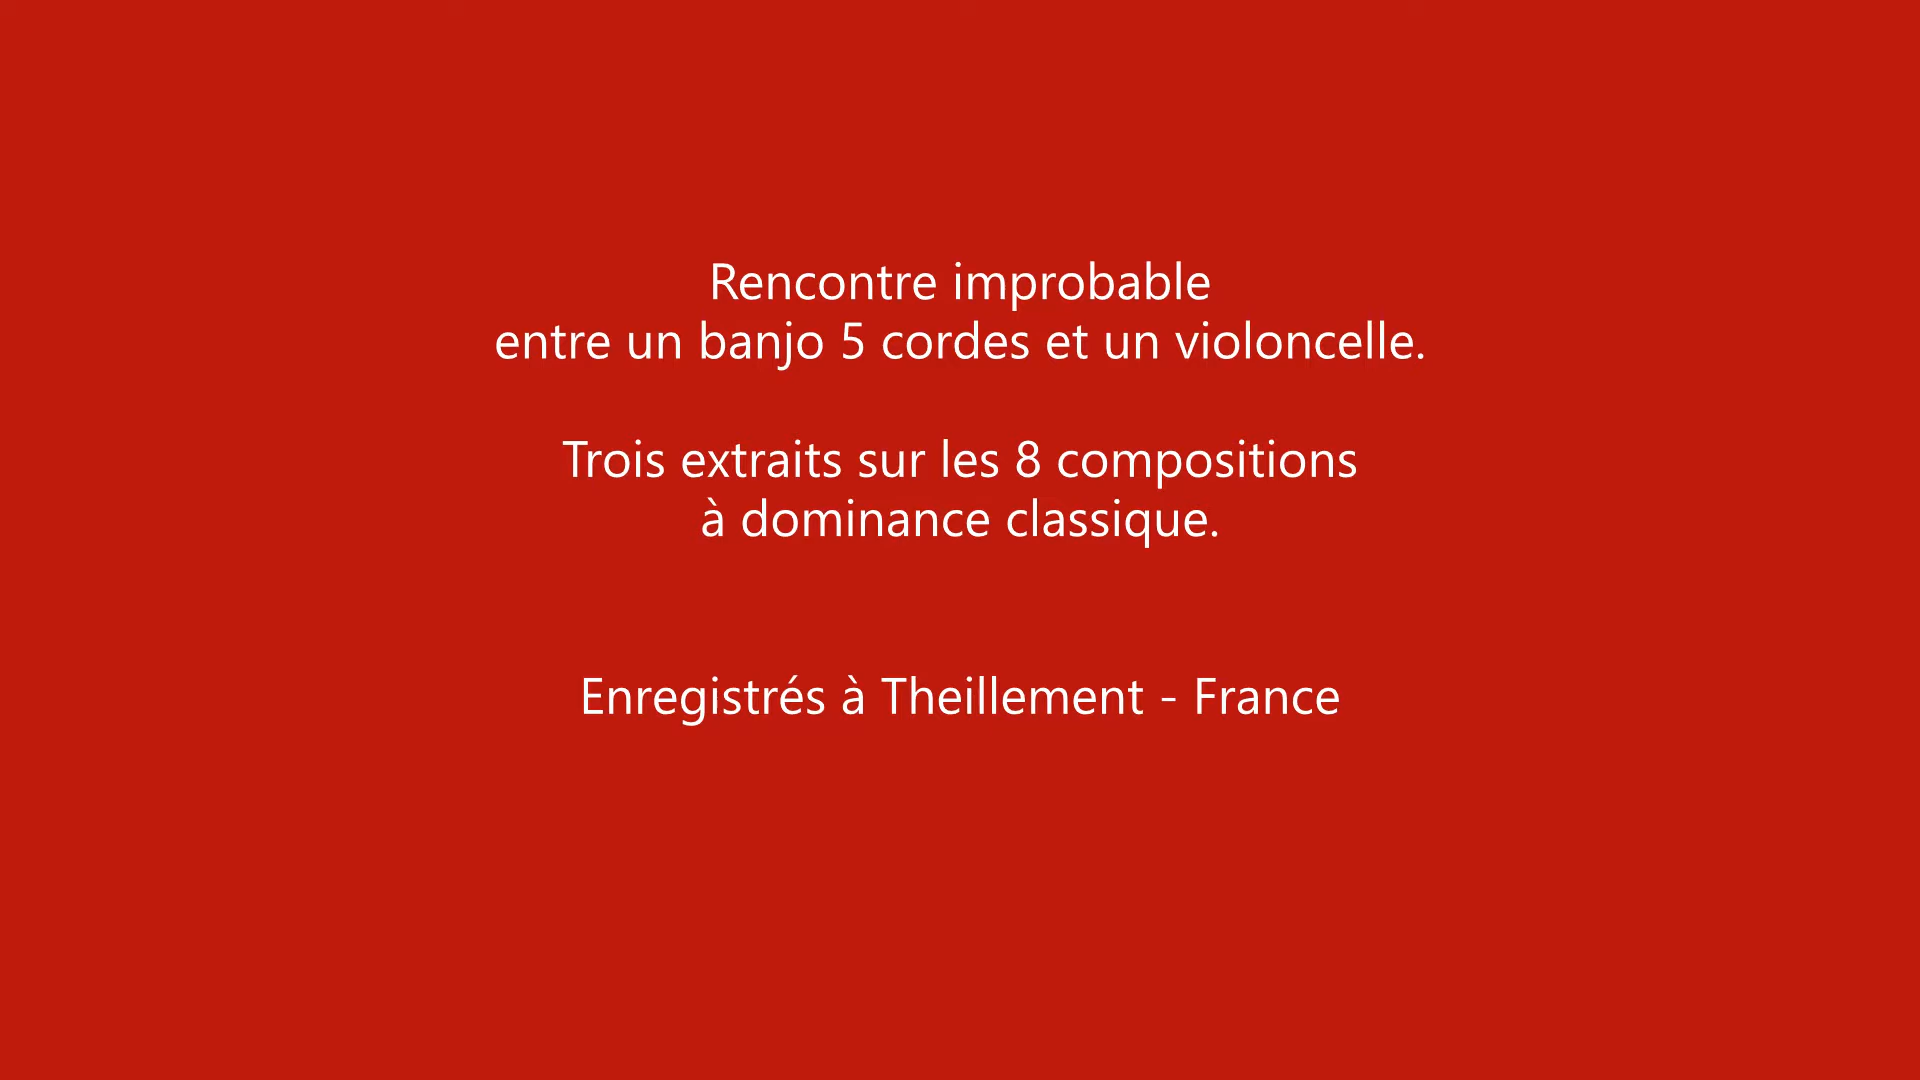 Rencontre improbable
entre un banjo 5 cordes et un violoncelle.
Trois extraits sur les 8 compositions
à dominance classique.
Enregistrés à Theillement - France